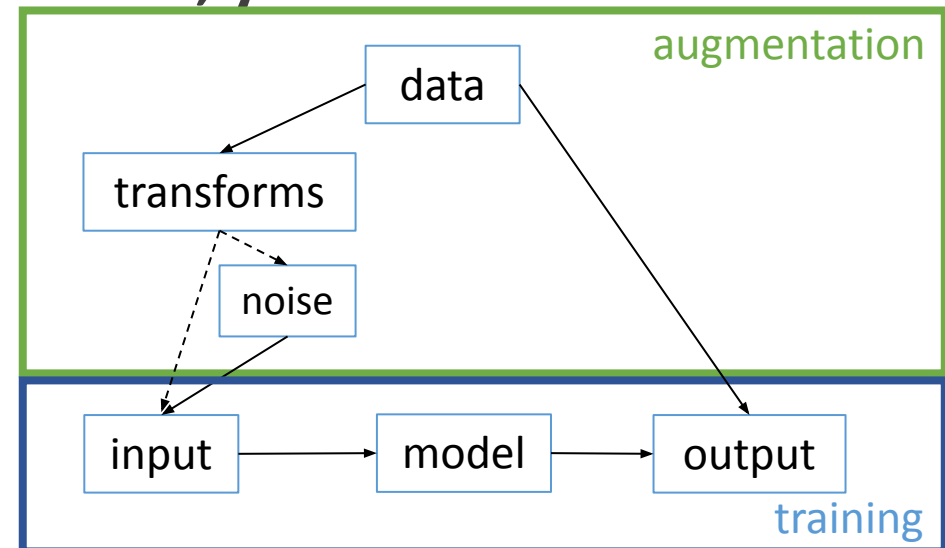 augmentation
data
transforms
noise
input
model
output
training